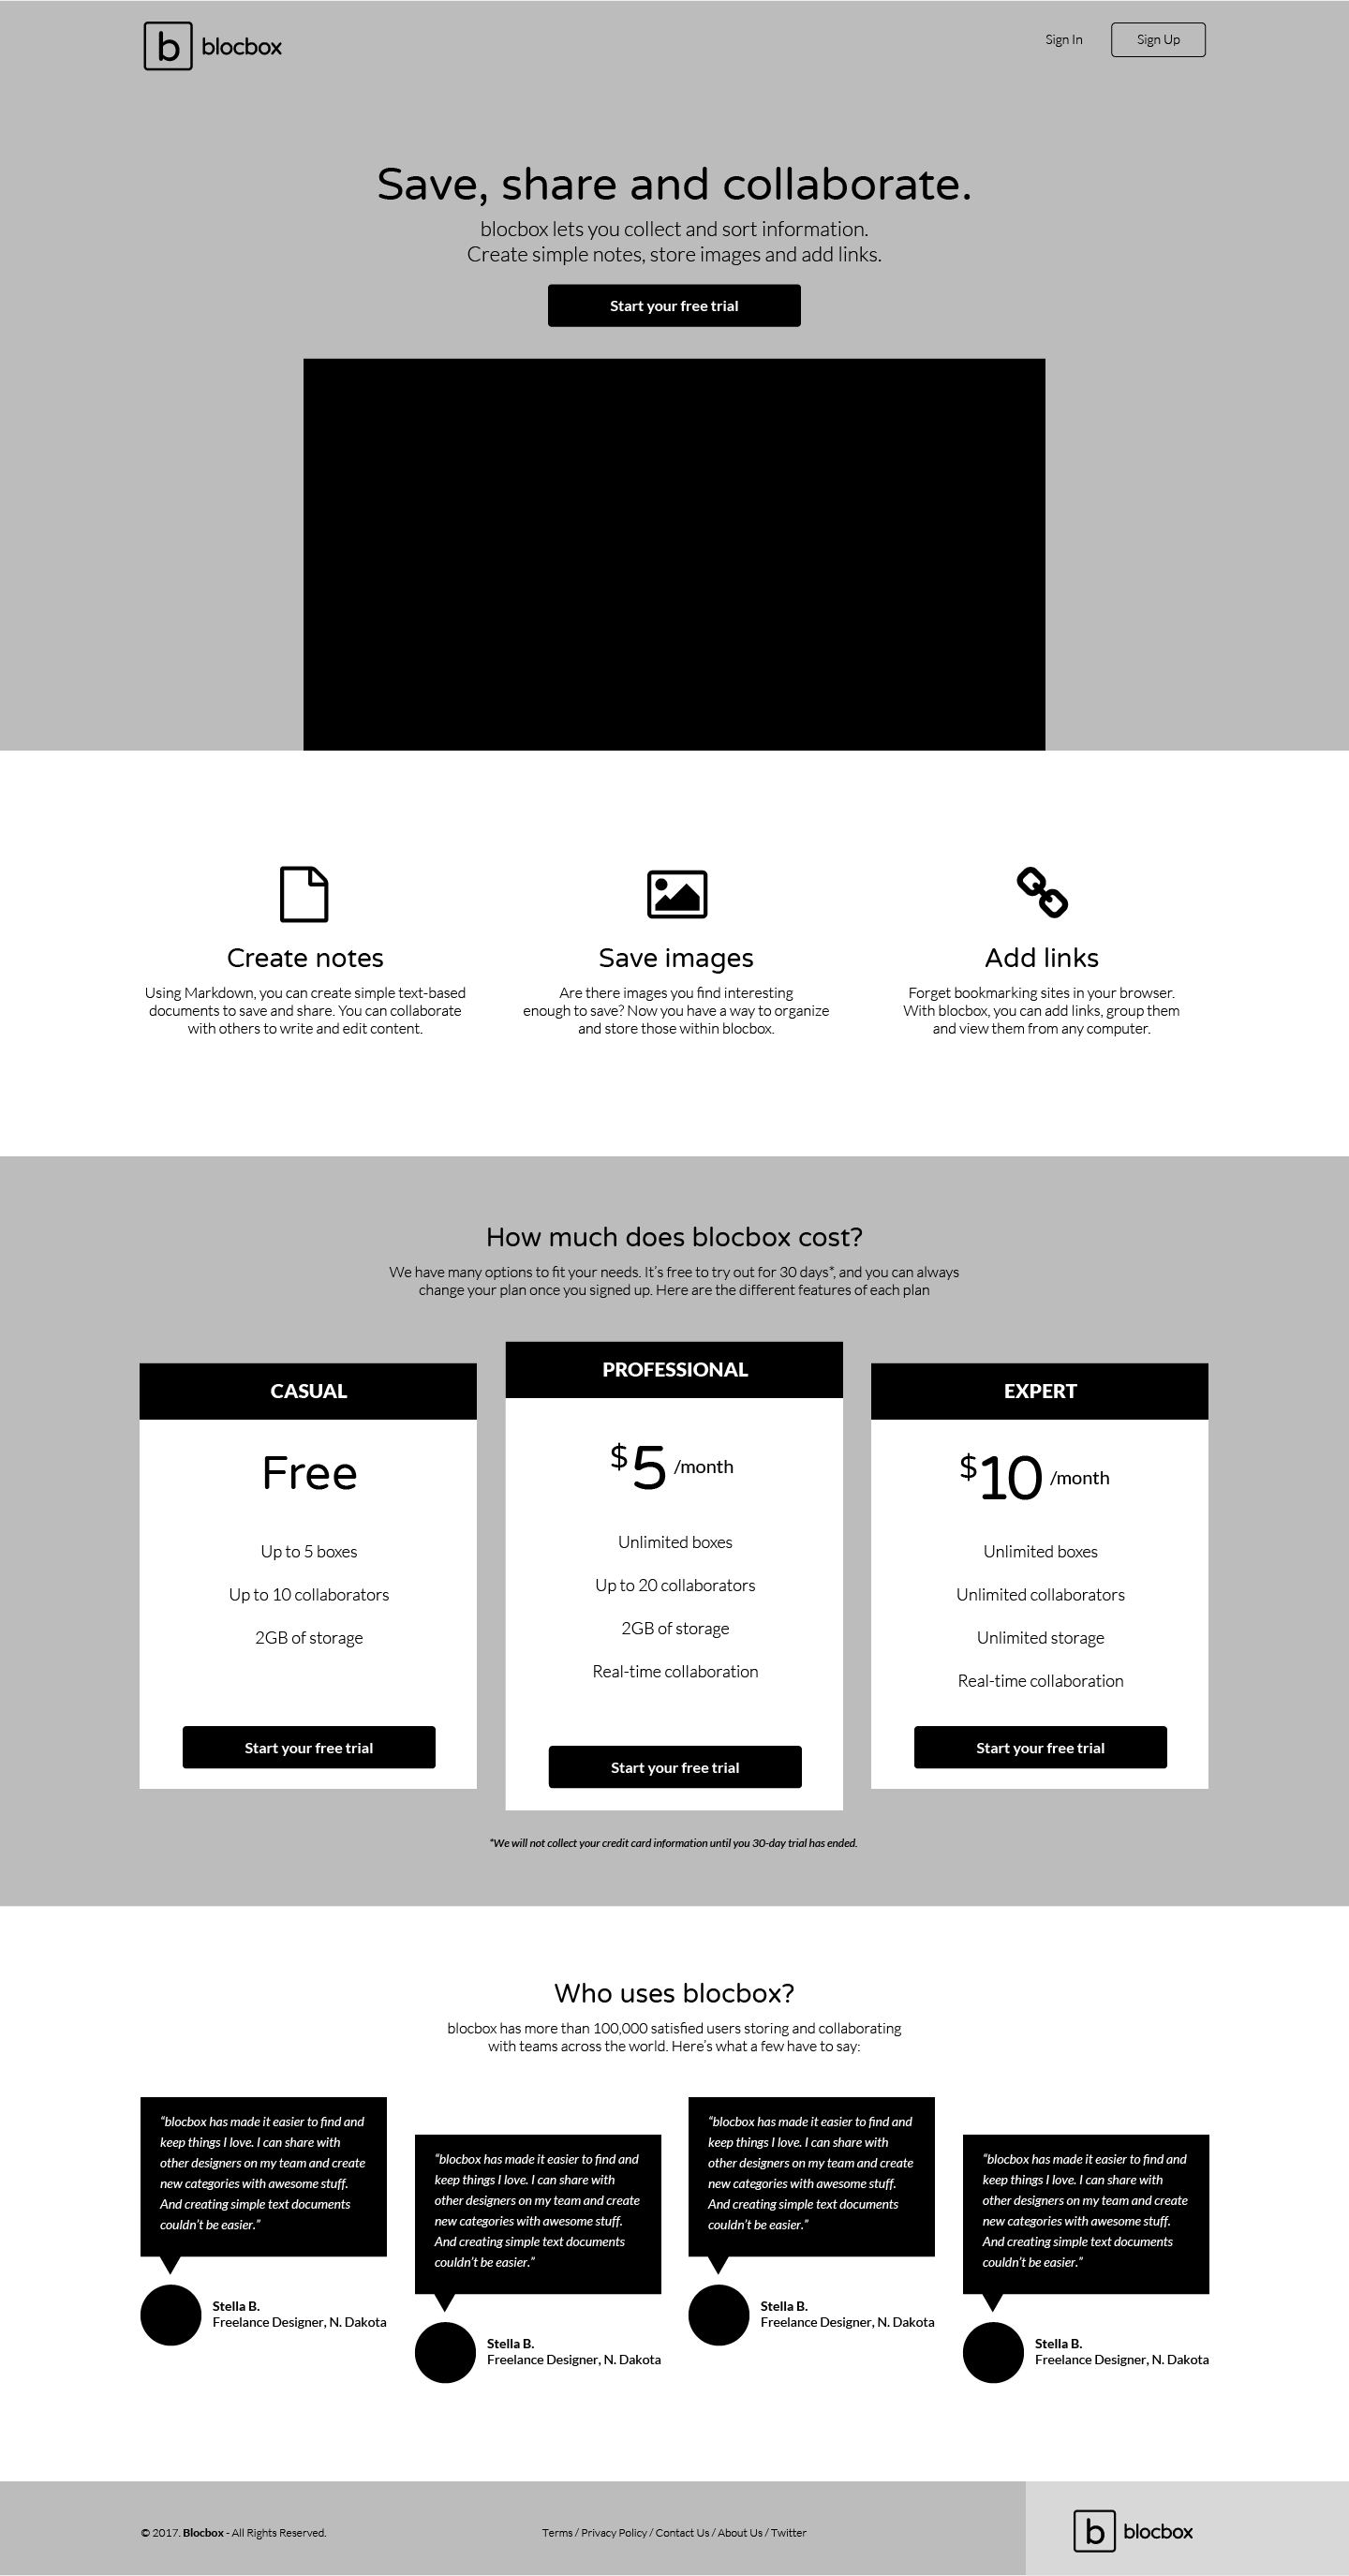 b blocbox
Sign In
Sign Up
Save, share and collaborate.
blocbox lets you collect and sort information.
Create simple notes, store images and add links.
Start your free trial
Create notes
Using Markdown, you can create simple text-based
documents to save and share. You can collaborate
with others to write and edit content.
Save images
Are there images you find interesting
enough to save? Now you have a way to organize
and store those within blocbox.
Add links
Forget bookmarking sites in your browser.
With blocbox, you can add links, group them
and view them from any computer.
How much does blocbox cost?
We have many options to fit your needs. It’s free to try out for 30 days*, and you can always
change your plan once you signed up. Here are the different features of each plan
CASUAL
Free
Up to 5 boxes
Up to 10 collaborators
2GB of storage
Start your free trial
PROFESSIONAL
$5 /month
Unlimited boxes
Up to 20 collaborators
2GB of storage
Real-time collaboration
Start your free trial
EXPERT
$10 /month
Unlimited boxes
Unlimited collaborators
Unlimited storage
Real-time collaboration
Start your free trial
*We will not collect your credit card information until you 30-day trial has ended.
Who uses blocbox?
blocbox has more than 100,000 satisfied users storing and collaborating
with teams across the world. Here’s what a few have to say:
“blocbox has made it easier to find and
keep things I love. I can share with
other designers on my team and create
new categories with awesome stuff.
And creating simple text documents
couldn’t be easier.”
Stella B.
Freelance Designer, N. Dakota
“blocbox has made it easier to find and
keep things I love. I can share with
other designers on my team and create
new categories with awesome stuff.
And creating simple text documents
couldn’t be easier.”
Stella B.
Freelance Designer, N. Dakota
“blocbox has made it easier to find and
keep things I love. I can share with
other designers on my team and create
new categories with awesome stuff.
And creating simple text documents
couldn’t be easier.”
Stella B.
Freelance Designer, N. Dakota
“blocbox has made it easier to find and
keep things I love. I can share with
other designers on my team and create
new categories with awesome stuff.
And creating simple text documents
couldn’t be easier.”
Stella B.
Freelance Designer, N. Dakota
© 2017. Blocbox - All Rights Reserved.
Terms / Privacy Policy / Contact Us / About Us / Twitter
b blocbox